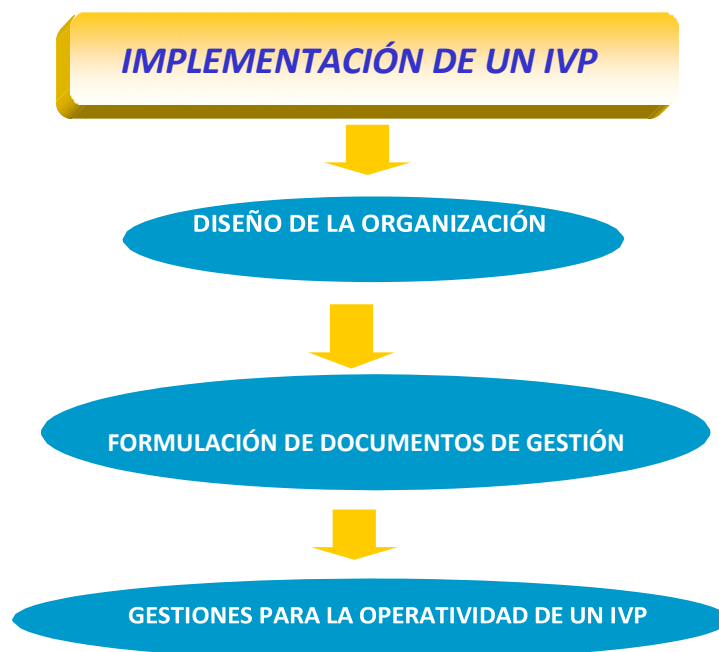 IMPLEMENTACIÓN DE UN IVP
DISEÑO DE LA ORGANIZACIÓN
FORMULACIÓN DE DOCUMENTOS DE GESTIÓN
GESTIONES PARA LA OPERATIVIDAD DE UN IVP